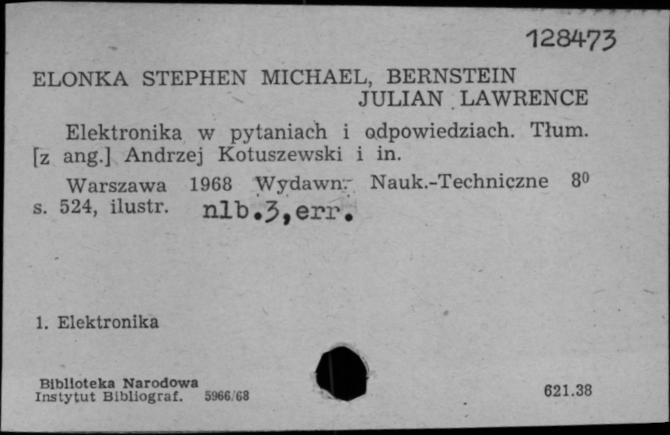 128473
ELONKA STEPHEN MICHAEL, BERNSTEIN
JULIAN LAWRENCE
Elektronika w pytaniach i odpowiedziach. Tłum.
[z ang.] Andrzej Kotuszewski i in.
Warszawa 1968 Wydawn. Nauk.-Techniczne 8⁰
s. 524, ilustr. nlb.3,err.
1. Elektronika
Biblioteka Narodowa
Instytut Bibliograf. 5966/68
621.38